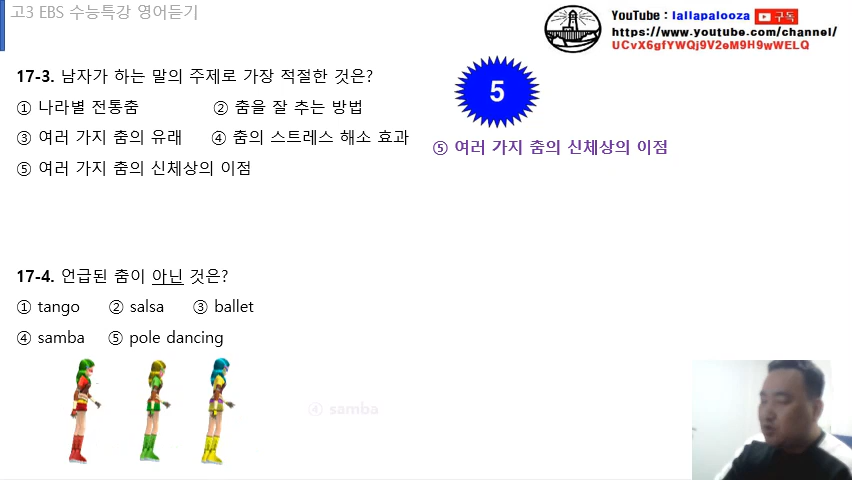 고3 EBS 수능특강 영어듣기
YouTube : lallapalooza 구독
https://www.youtube.com/channel/
UCvX6gfYWQj9V2eM9H9wWELQ
17-3. 남자가 하는 말의 주제로 가장 적절한 것은?
① 나라별 전통춤 ② 춤을 잘 추는 방법
③ 여러 가지 춤의 유래 ④ 춤의 스트레스 해소 효과
⑤ 여러 가지 춤의 신체상의 이점
5
⑤ 여러 가지 춤의 신체상의 이점
17-4. 언급된 춤이 아닌 것은?
① tango ② salsa ③ ballet
④ samba ⑤ pole dancing
④ samba